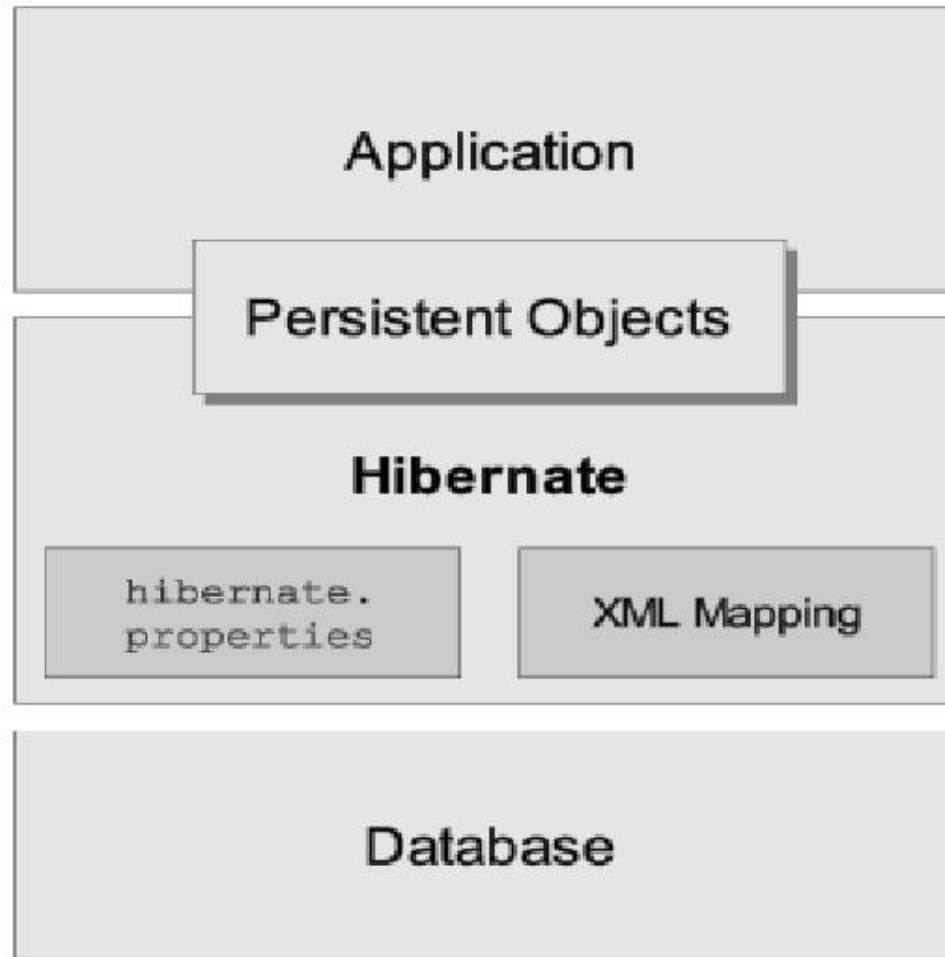 Application
Persistent Objects
Hibernate
hibernate.
properties
XML Mapping
Database